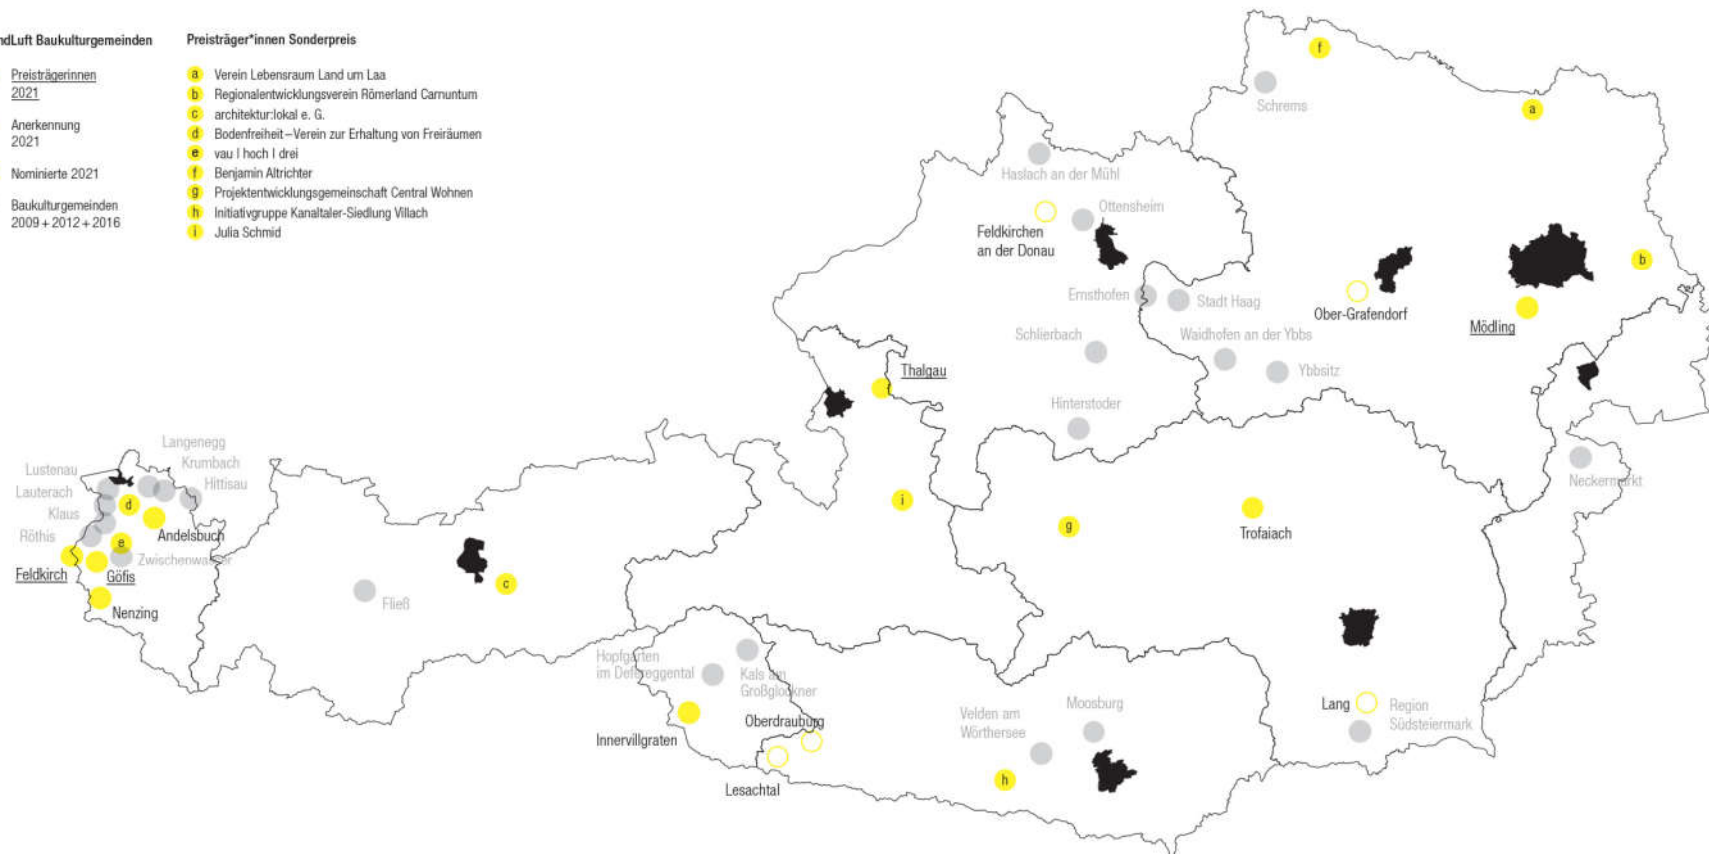 ndLuft Baukulturgemeinden
Preisträgerinnen
2021
Anerkennung
2021
Nominierte 2021
Baukulturgemeinden
2009 + 2012 + 2016
Preisträger*innen Sonderpreis
a Verein Lebensraum Land um Laa
b Regionalentwicklungsverein Römerland Carnuntum
c architektur:lokal e. G.
d Bodenfreiheit – Verein zur Erhaltung von Freiräumen
e vau I hoch I drei
f Benjamin Altrichter
g Projektentwicklungsgemeinschaft Central Wohnen
h Initiativgruppe Kanaltaler-Siedlung Villach
i Julia Schmid
f
Schrems
a
Haslach an der Mühl
Ottensheim
Feldkirchen
an der Donau
b
Ernsthofen
Stadt Haag
Ober-Grafendorf
Mödling
Schlierbach
Waidhofen an der Ybbs
Ybbsitz
Thalgau
Hinterstoder
Neckermarkt
Langenegg
Krumbach
Hittisau
Lustenau
Lauterach
Klaus
Röthis
d
Andelsbuch
e
Zwischenwasser
Feldkirch
Göfis
Nenzing
Fließ
c
i
g
Trofaiach
Hopfgarten
im Defereggental
Kals am
Großglockner
Innervillgraten
Oberdrauburg
Lesachtal
Velden am
Wörthersee
Moosburg
h
Lang
Region
Südsteiermark